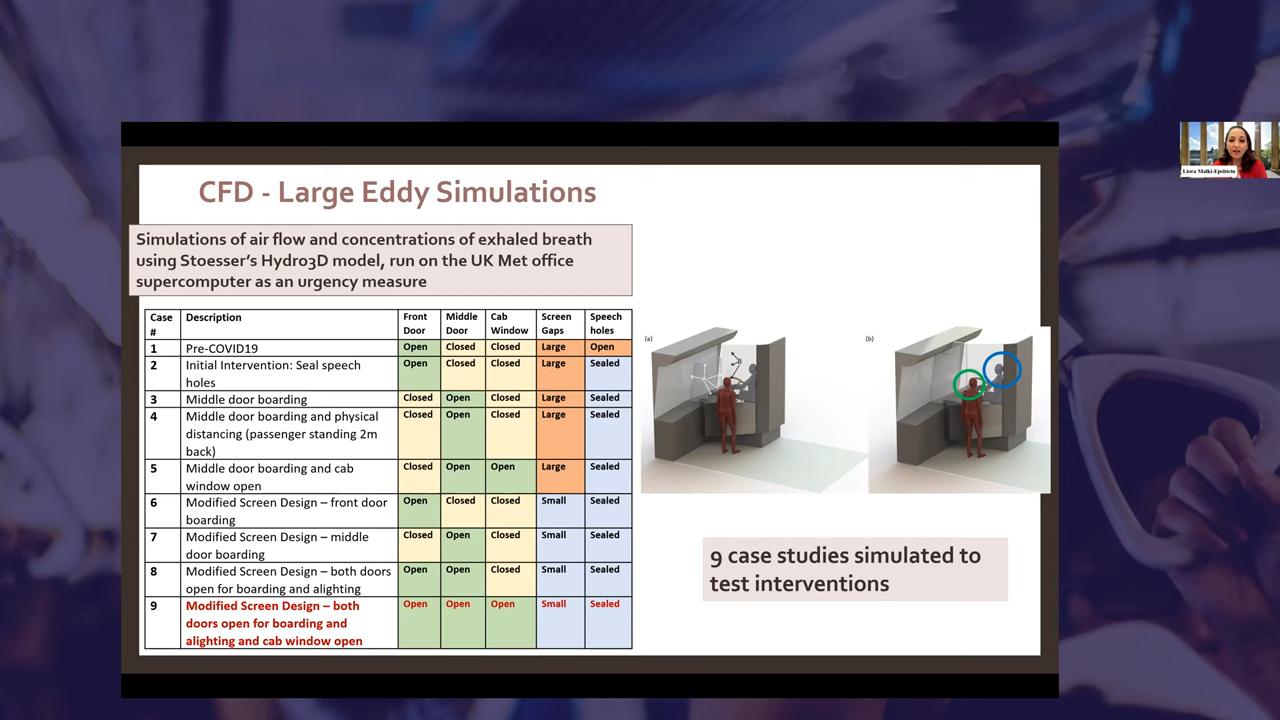 CFD - Large Eddy Simulations
Simulations of air flow and concentrations of exhaled breath
using Stoesser's Hydro3D model, run on the UK Met office
supercomputer as an urgency measure
Case # Description Front Door Middle Door Cab Window Screen Gaps Speech holes
1 Pre-COVID19 Open Closed Closed Large Open
2 Initial Intervention: Seal speech holes Open Closed Closed Large Sealed
3 Middle door boarding Closed Open Closed Large Sealed
4 Middle door boarding and physical distancing (passenger standing 2m back) Closed Open Closed Large Sealed
5 Middle door boarding and cab window open Closed Open Open Large Sealed
6 Modified Screen Design – front door boarding Open Closed Closed Small Sealed
7 Modified Screen Design – middle door boarding Closed Open Closed Small Sealed
8 Modified Screen Design – both doors open for boarding and alighting Open Open Closed Small Sealed
9 Modified Screen Design – both doors open for boarding and alighting and cab window open Open Open Open Small Sealed
(a)
(b)
9 case studies simulated to
test interventions
Liora Malki-Epshtein